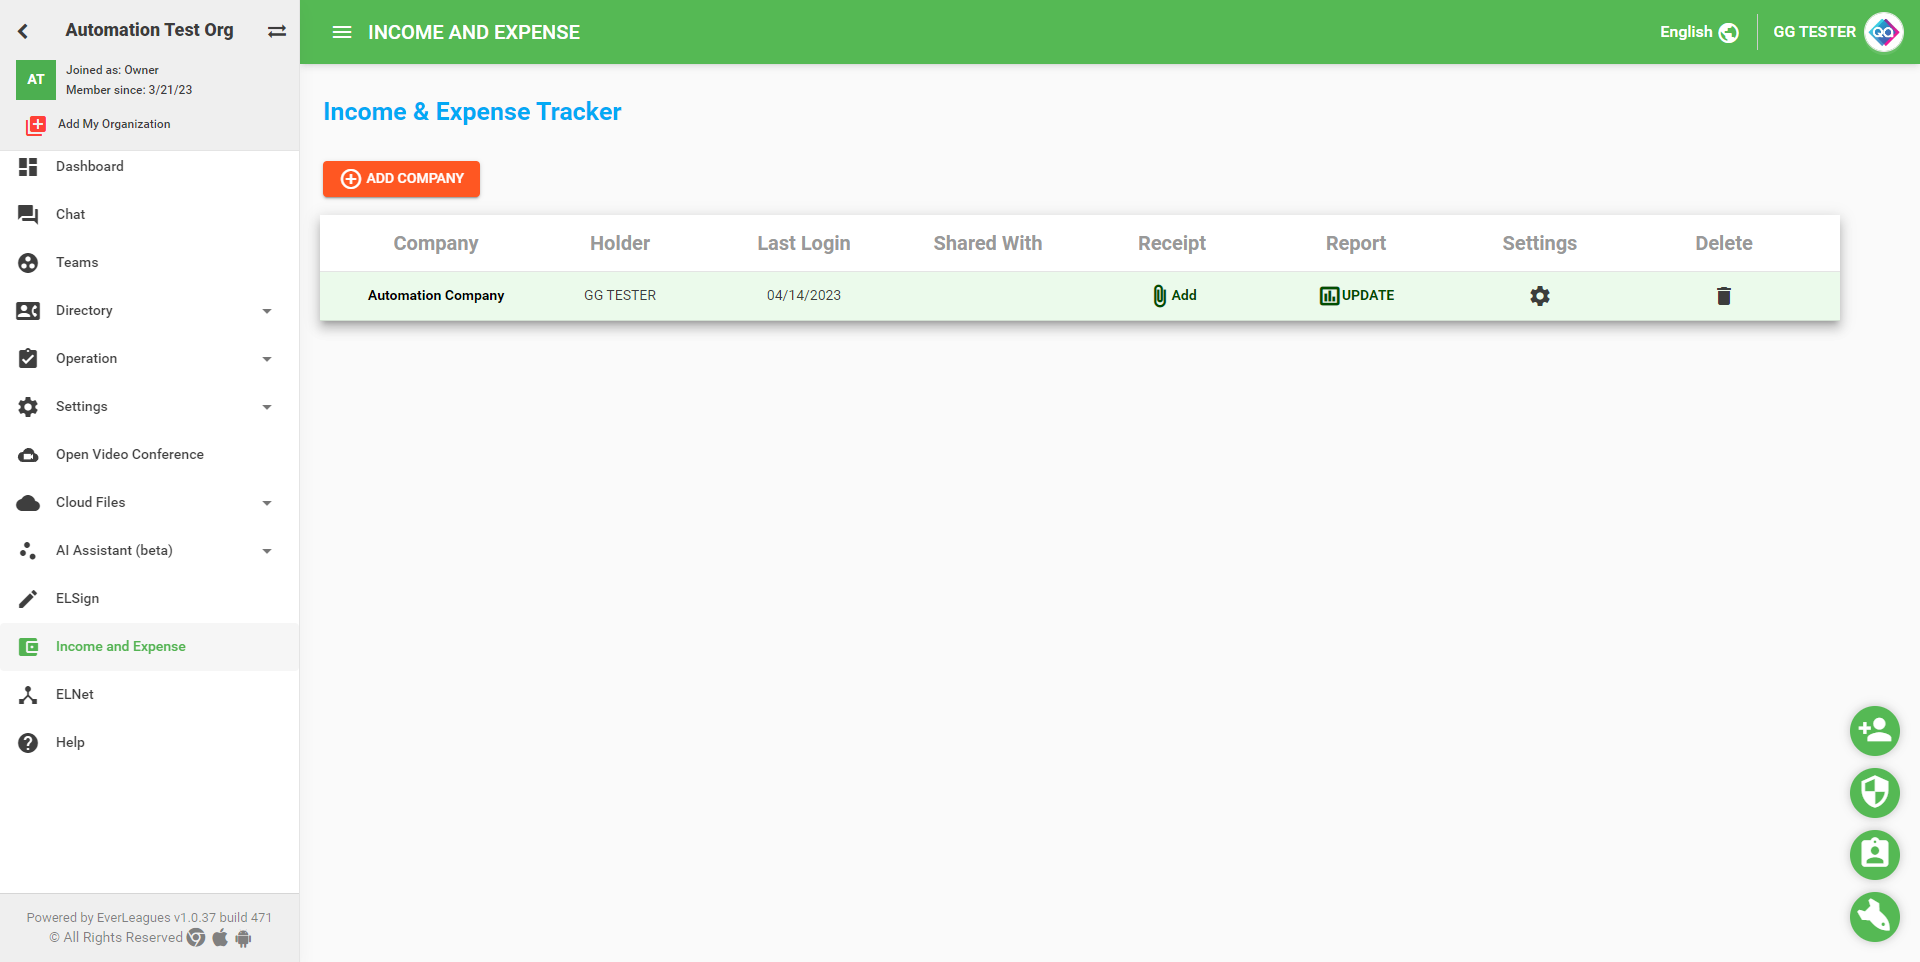 Automation Test Org
AT
Joined as: Owner
Member since: 3/21/23
Add My Organization
Dashboard
Chat
Teams
Directory
Operation
Settings
Open Video Conference
Cloud Files
AI Assistant (beta)
ELSign
Income and Expense
ELNet
Help
Powered by EverLeagues v1.0.37 build 471
© All Rights Reserved
INCOME AND EXPENSE
English
GG TESTER
QA
Income & Expense Tracker
ADD COMPANY
Company Holder Last Login Shared With Receipt Report Settings Delete
Automation Company GG TESTER 04/14/2023 Add UPDATE